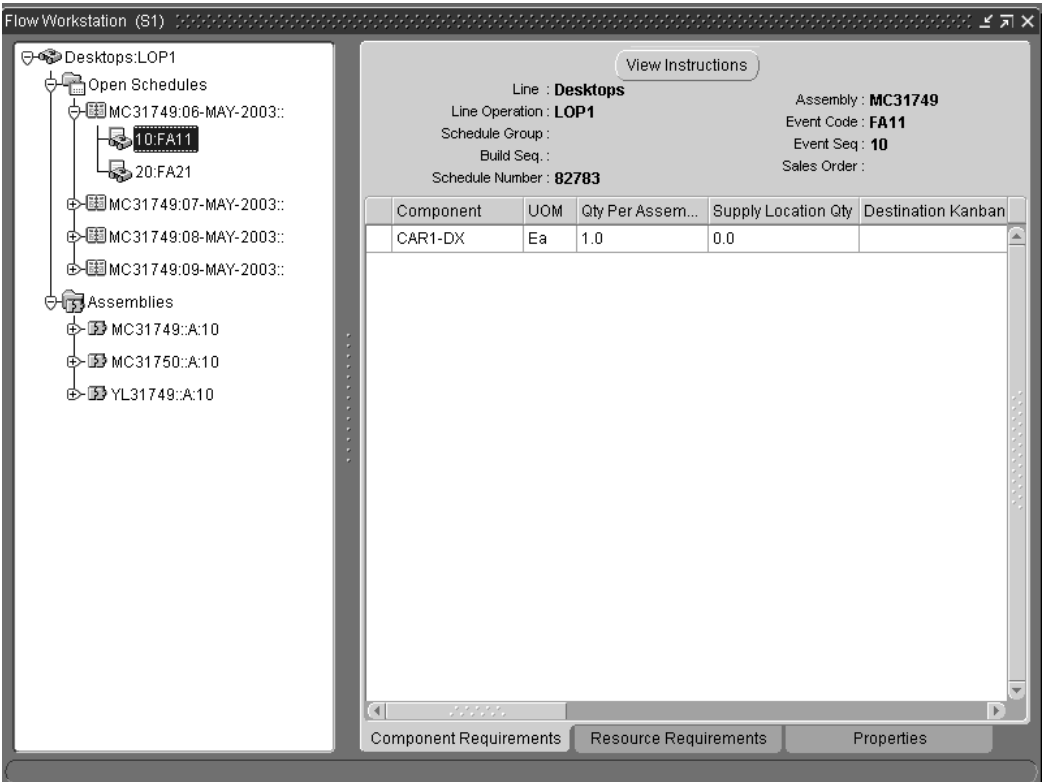 Flow Workstation (S1)
Desktops:LOP1
Open Schedules
MC31749:06-MAY-2003::
10:FA11
20:FA21
MC31749:07-MAY-2003::
MC31749:08-MAY-2003::
MC31749:09-MAY-2003::
Assemblies
MC31749::A:10
MC31750::A:10
YL31749::A:10
View Instructions
Line : Desktops
Line Operation : LOP1
Schedule Group :
Build Seq. :
Schedule Number : 82783
Assembly : MC31749
Event Code : FA11
Event Seq : 10
Sales Order :
Component UOM Qty Per Assem... Supply Location Qty Destination Kanban
CAR1-DX Ea 1.0 0.0
Component Requirements Resource Requirements Properties